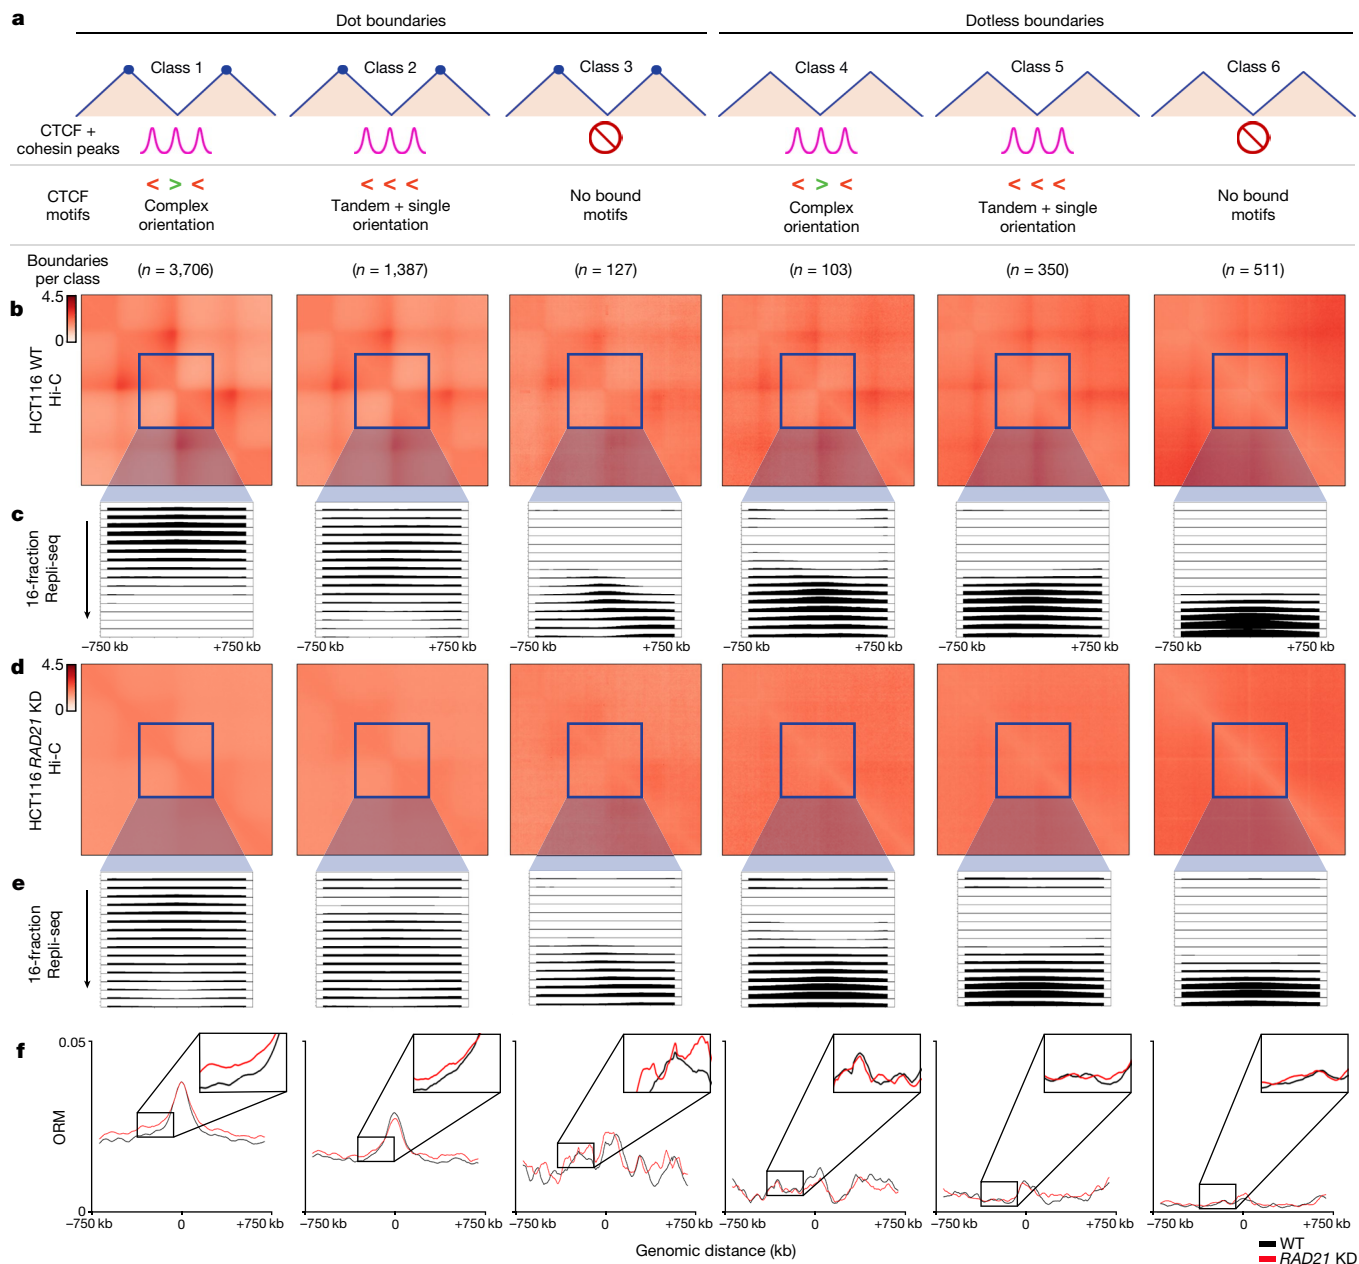 a
Dot boundaries
Dotless boundaries
Class 1
Class 2
Class 3
Class 4
Class 5
Class 6
CTCF +
cohesin peaks
CTCF
motifs
< > <
Complex
orientation
< < <
Tandem + single
orientation
No bound
motifs
< > <
Complex
orientation
< < <
Tandem + single
orientation
No bound
motifs
Boundaries
per class
(n = 3,706)
(n = 1,387)
(n = 127)
(n = 103)
(n = 350)
(n = 511)
b
4.5
0
HCT116 WT
Hi-C
c
16-fraction
Repli-seq
−750 kb
+750 kb
−750 kb
+750 kb
−750 kb
+750 kb
−750 kb
+750 kb
−750 kb
+750 kb
−750 kb
+750 kb
d
4.5
0
HCT116 RAD21 KD
Hi-C
e
16-fraction
Repli-seq
f
0.05
ORM
0
−750 kb
0
+750 kb
−750 kb
0
+750 kb
−750 kb
0
+750 kb
−750 kb
0
+750 kb
−750 kb
0
+750 kb
−750 kb
0
+750 kb
Genomic distance (kb)
WT
RAD21 KD